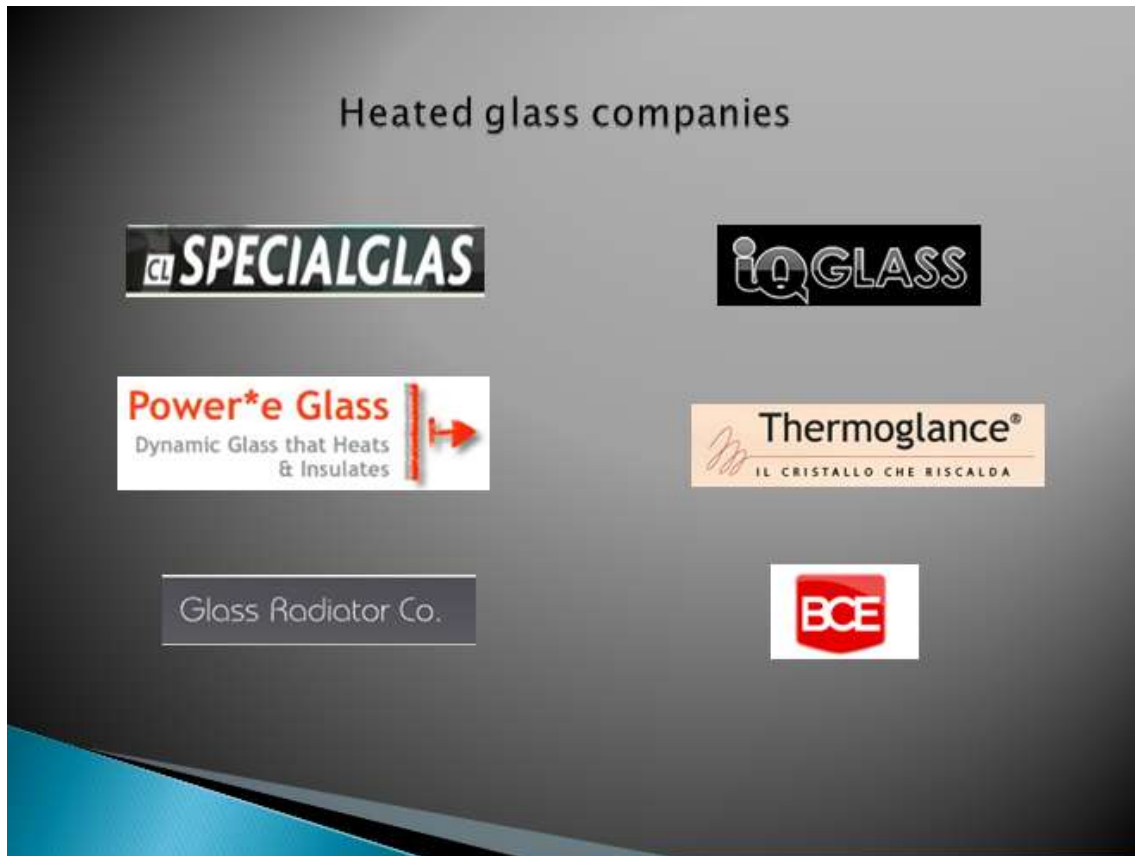 Heated glass companies
CL SPECIALGLAS
iQGLASS
Power*e Glass
Dynamic Glass that Heats
& Insulates
Thermoglance®
IL CRISTALLO CHE RISCALDA
Glass Radiator Co.
BCE